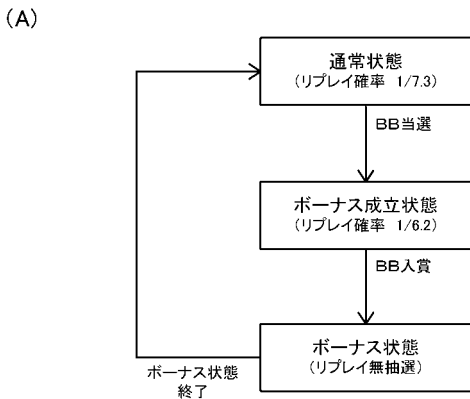 (A)
通常状態
(リプレイ確率 1/7.3)
BB当選
ボーナス成立状態
(リプレイ確率 1/6.2)
BB入賞
ボーナス状態
(リプレイ無抽選)
ボーナス状態
終了